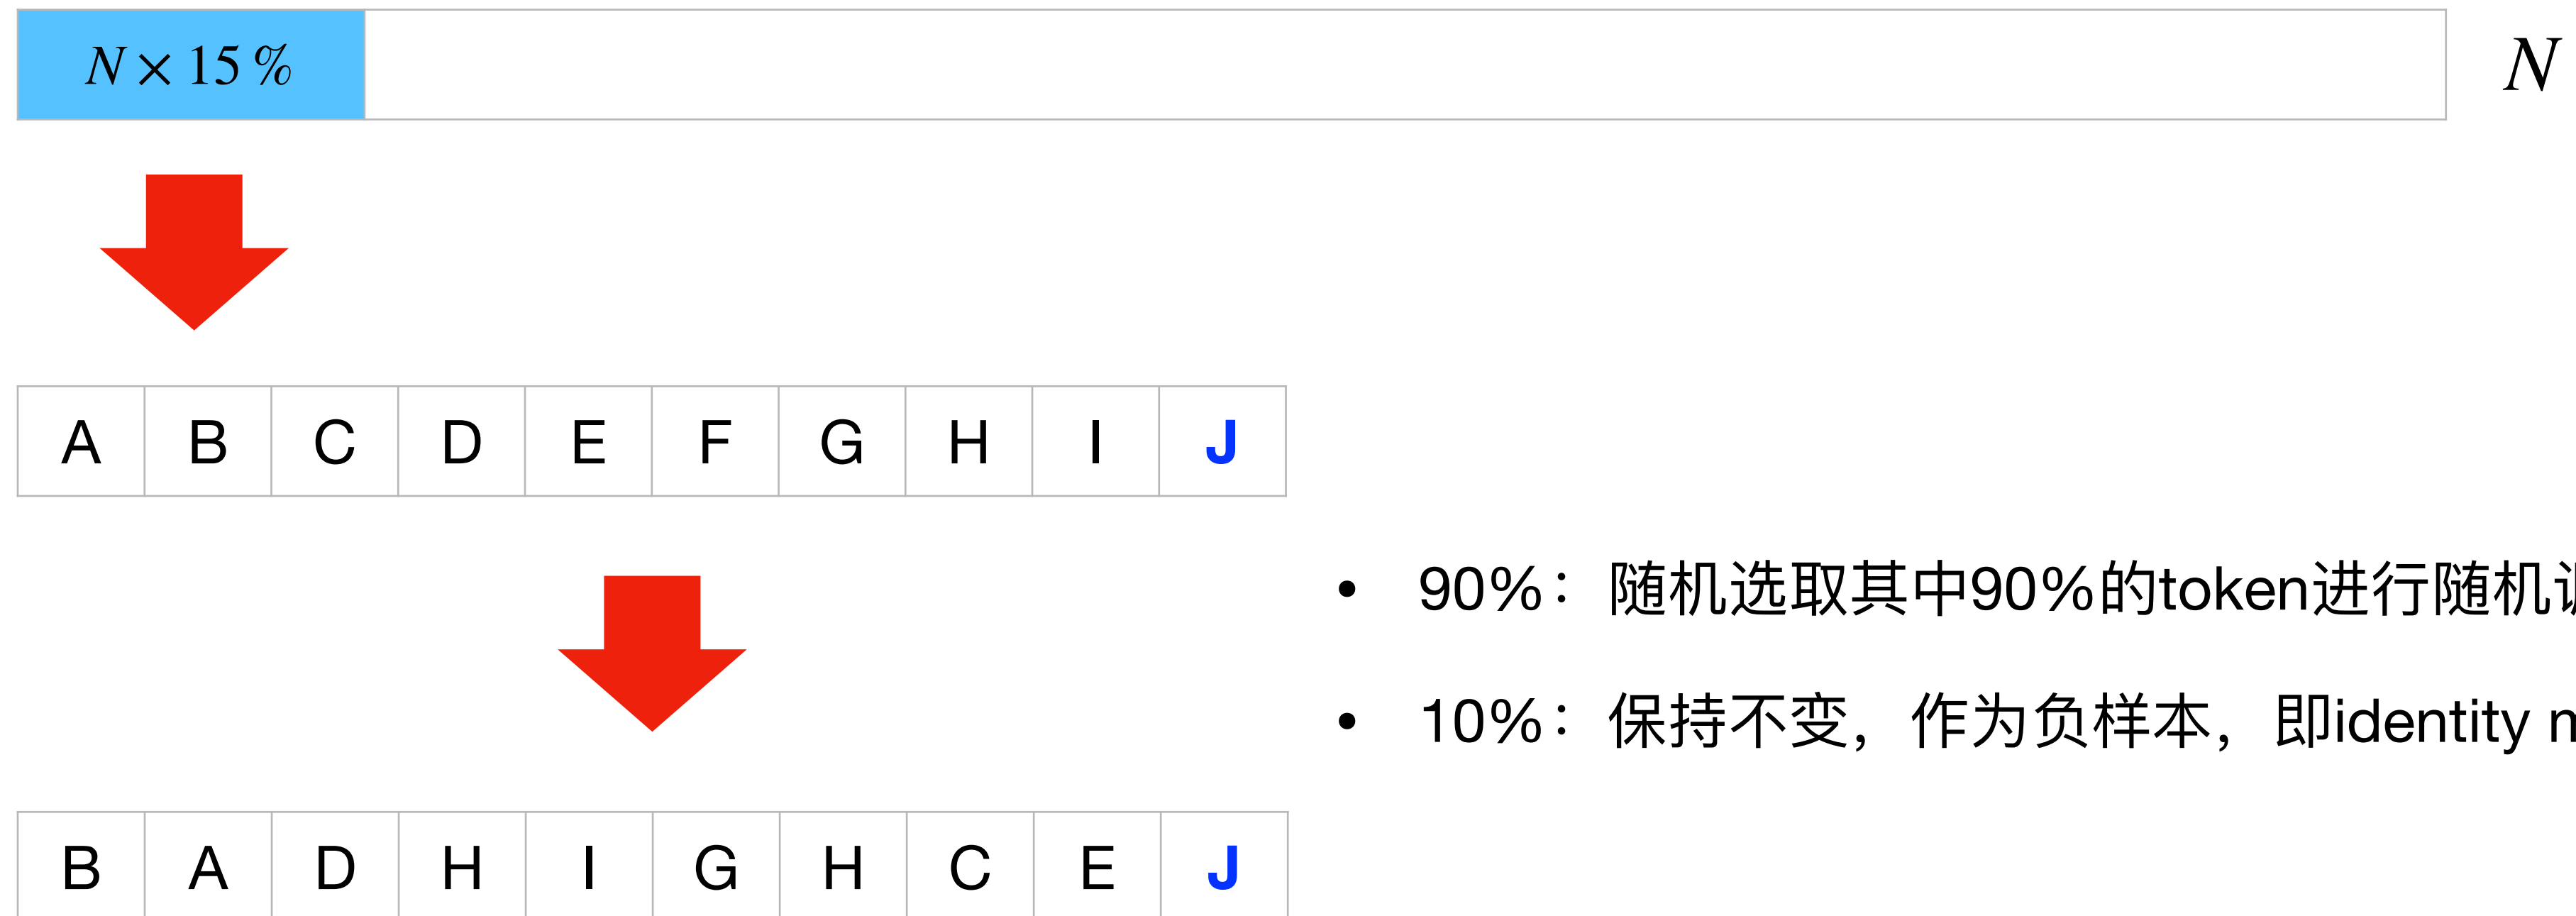 N × 15 %
N
A B C D E F G H I J
• 90%：随机选取其中90%的token进行随机
• 10%：保持不变，作为负样本，即identity
B A D H I G H C E J